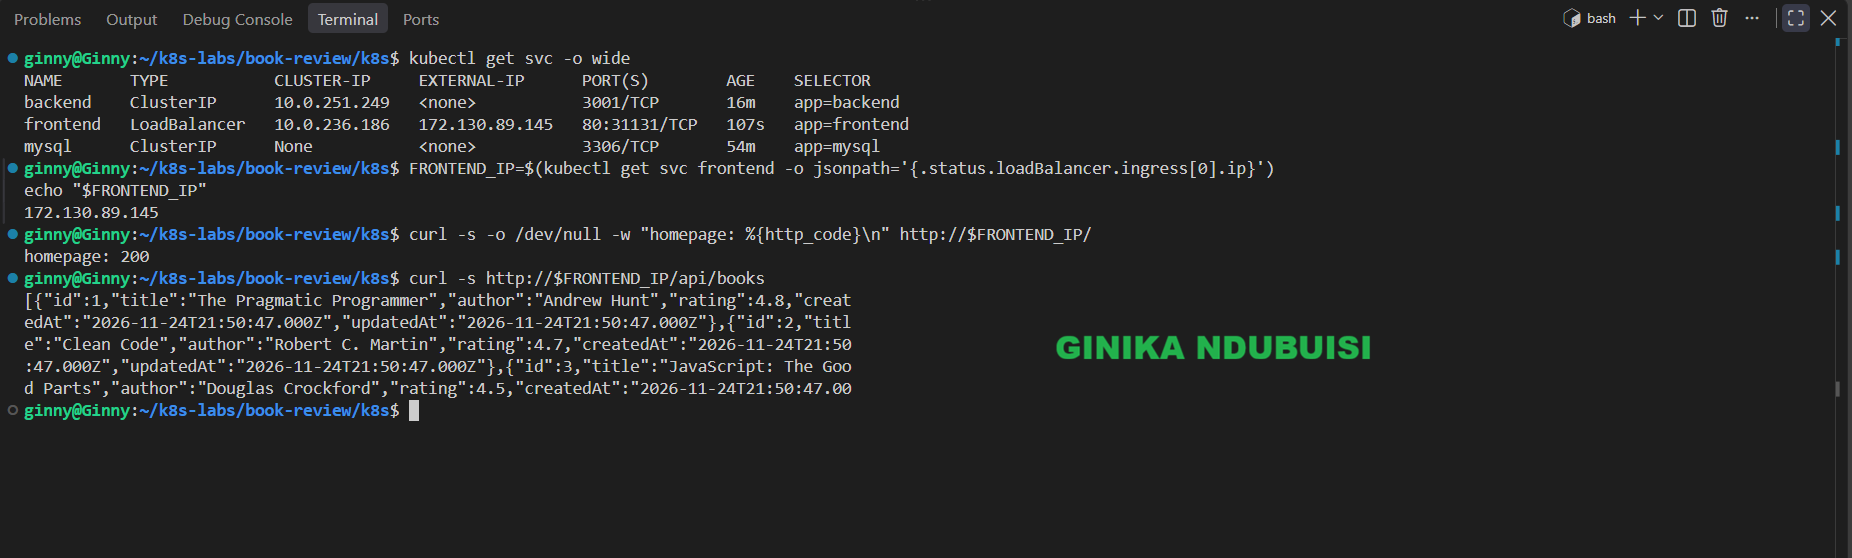 Problems Output Debug Console Terminal Ports bash
ginny@Ginny:~/k8s-labs/book-review/k8s$ kubectl get svc -o wide
NAME TYPE CLUSTER-IP EXTERNAL-IP PORT(S) AGE SELECTOR
backend ClusterIP 10.0.251.249 <none> 3001/TCP 16m app=backend
frontend LoadBalancer 10.0.236.186 172.130.89.145 80:31131/TCP 107s app=frontend
mysql ClusterIP None <none> 3306/TCP 54m app=mysql
ginny@Ginny:~/k8s-labs/book-review/k8s$ FRONTEND_IP=$(kubectl get svc frontend -o jsonpath='{.status.loadBalancer.ingress[0].ip}')
echo "$FRONTEND_IP"
172.130.89.145
ginny@Ginny:~/k8s-labs/book-review/k8s$ curl -s -o /dev/null -w "homepage: %{http_code}\n" http://$FRONTEND_IP/
homepage: 200
ginny@Ginny:~/k8s-labs/book-review/k8s$ curl -s http://$FRONTEND_IP/api/books
[{"id":1,"title":"The Pragmatic Programmer","author":"Andrew Hunt","rating":4.8,"creat
edAt":"2026-11-24T21:50:47.000Z","updatedAt":"2026-11-24T21:50:47.000Z"},{"id":2,"titl
e":"Clean Code","author":"Robert C. Martin","rating":4.7,"createdAt":"2026-11-24T21:50
:47.000Z","updatedAt":"2026-11-24T21:50:47.000Z"},{"id":3,"title":"JavaScript: The Goo
d Parts","author":"Douglas Crockford","rating":4.5,"createdAt":"2026-11-24T21:50:47.00
ginny@Ginny:~/k8s-labs/book-review/k8s$
GINIKA NDUBUISI